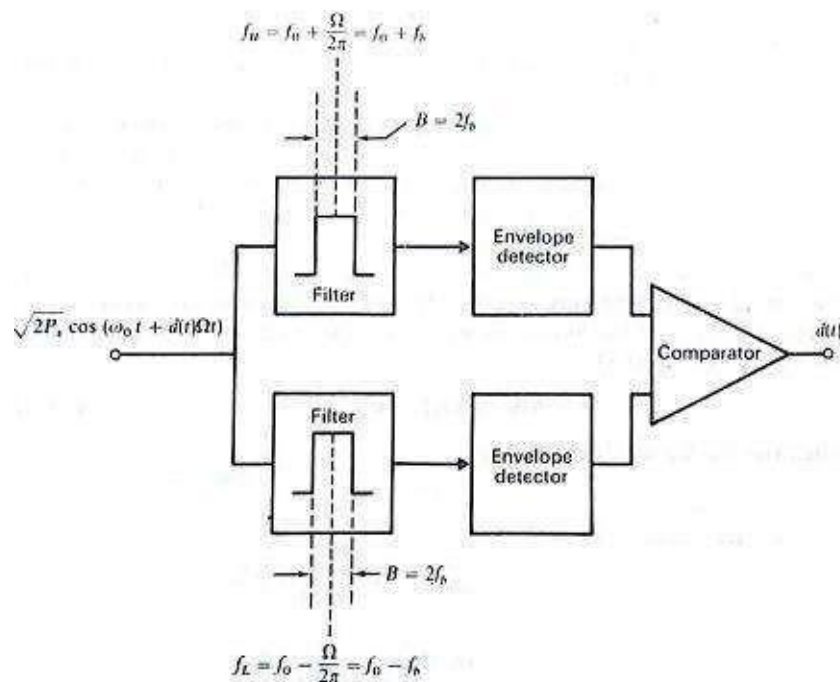 f_H = f_0 + Ω/2π = f_0 + f_b
B = 2f_b
Filter
Envelope
detector
√2P_s cos (ω_0 t + d(t)Ωt)
Comparator
d(t)
Filter
Envelope
detector
B = 2f_b
f_L = f_0 − Ω/2π = f_0 − f_b